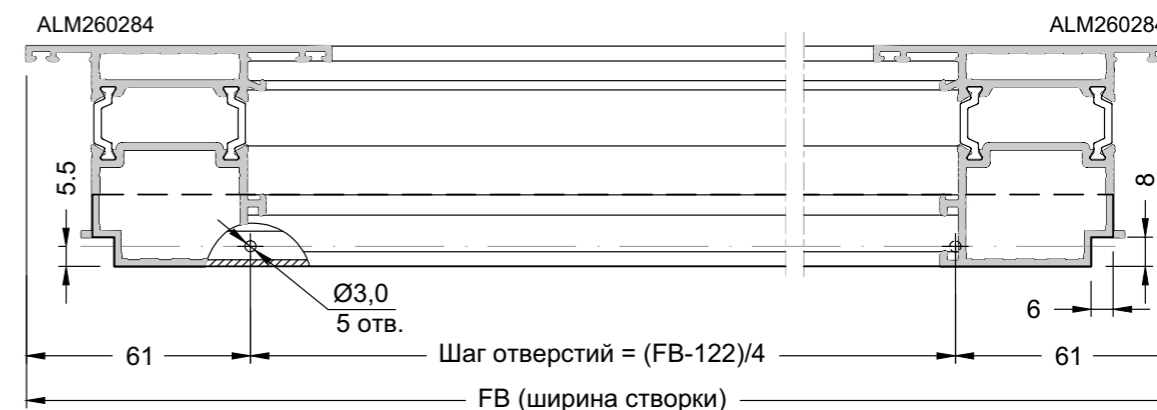 ALM260284
ALM260284
5.5
8
Ø3,0
5 отв.
6
61
Шаг отверстий = (FB-122)/4
61
FB (ширина створки)